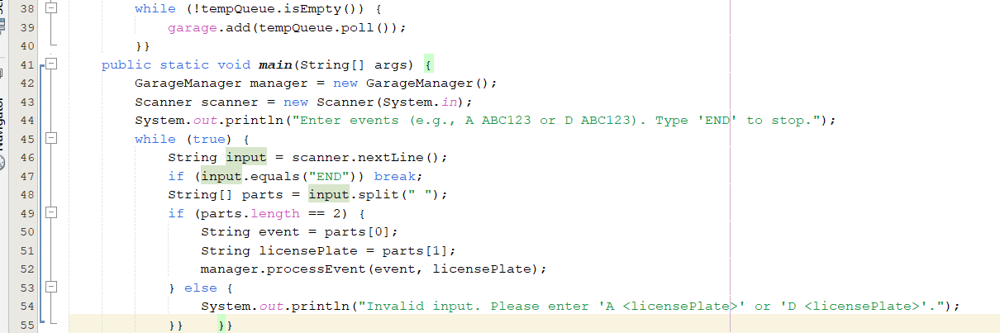 38 while (!tempQueue.isEmpty()) {
39 garage.add(tempQueue.poll());
40 }}
41 public static void main(String[] args) {
42 GarageManager manager = new GarageManager();
43 Scanner scanner = new Scanner(System.in);
44 System.out.println("Enter events (e.g., A ABC123 or D ABC123). Type 'END' to stop.");
45 while (true) {
46 String input = scanner.nextLine();
47 if (input.equals("END")) break;
48 String[] parts = input.split(" ");
49 if (parts.length == 2) {
50 String event = parts[0];
51 String licensePlate = parts[1];
52 manager.processEvent(event, licensePlate);
53 } else {
54 System.out.println("Invalid input. Please enter 'A <licensePlate>' or 'D <licensePlate>'.");
55 }} }}